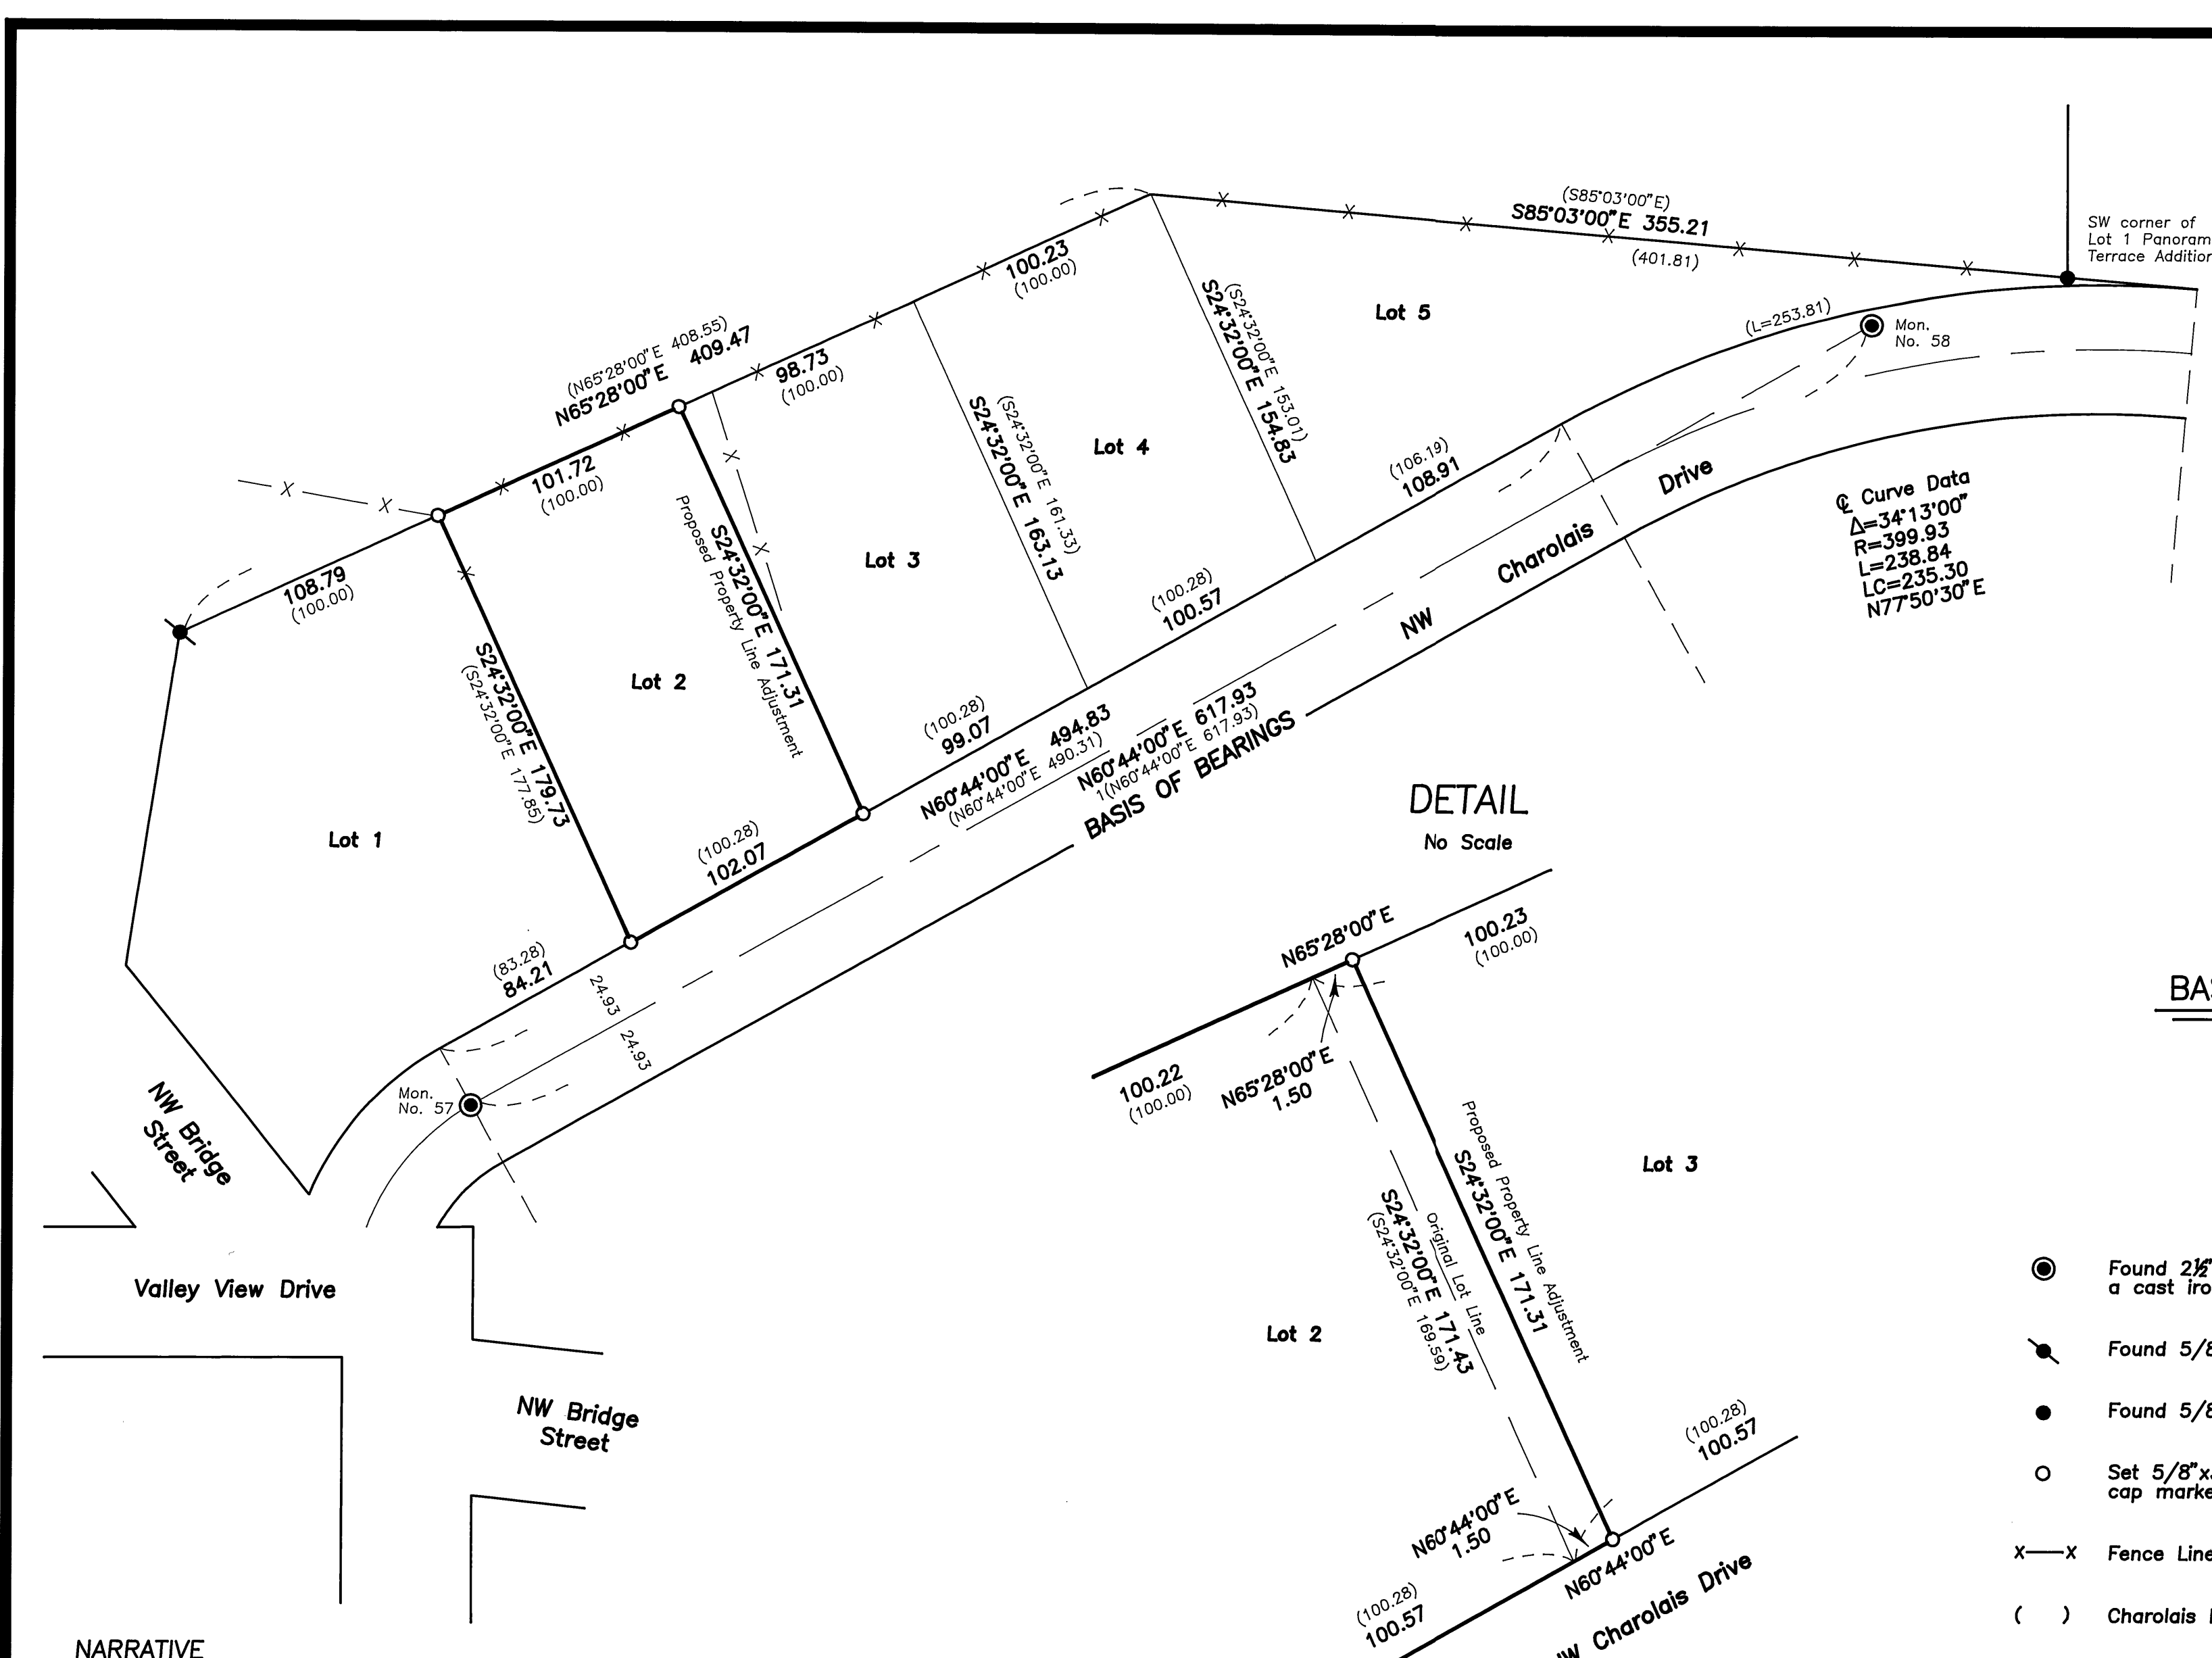 (S85°03'00"E)
S85°03'00"E 355.21
(401.81)
SW corner of
Lot 1 Panoram
Terrace Addition
(N65°28'00"E 408.55)
N65°28'00"E 409.47
100.23
(100.00)
98.73
(100.00)
101.72
(100.00)
108.79
(100.00)
Lot 5
(L=253.81)
Mon.
No. 58
(S24°32'00"E 153.01)
S24°32'00"E 154.83
Lot 4
(S24°32'00"E 161.33)
S24°32'00"E 163.13
Lot 3
S24°32'00"E 171.31
Proposed Property Line Adjustment
Lot 2
S24°32'00"E 179.73
(S24°32'00"E 177.85)
Lot 1
(106.19)
108.91
(100.28)
100.57
(100.28)
99.07
(100.28)
102.07
(83.28)
84.21
24.93
24.93
NW Charolais Drive
℄ Curve Data
Δ=34°13'00"
R=399.93
L=238.84
LC=235.30
N77°50'30"E
N60°44'00"E 494.83
(N60°44'00"E 490.31)
N60°44'00"E 617.93
1(N60°44'00"E 617.93)
BASIS OF BEARINGS
Mon.
No. 57
NW Bridge
Street
Valley View Drive
NW Bridge
Street
NARRATIVE
DETAIL
No Scale
N65°28'00"E
100.23
(100.00)
100.22
(100.00)
N65°28'00"E
1.50
Proposed Property Line Adjustment
S24°32'00"E 171.31
Original Lot Line
S24°32'00"E 171.43
(S24°32'00"E 169.59)
Lot 3
Lot 2
(100.28)
100.57
N60°44'00"E
1.50
N60°44'00"E
(100.28)
100.57
NW Charolais Drive
BAS
Found 2½"
a cast iro
Found 5/8
Found 5/8
Set 5/8"x
cap marke
x—x Fence Line
( ) Charolais